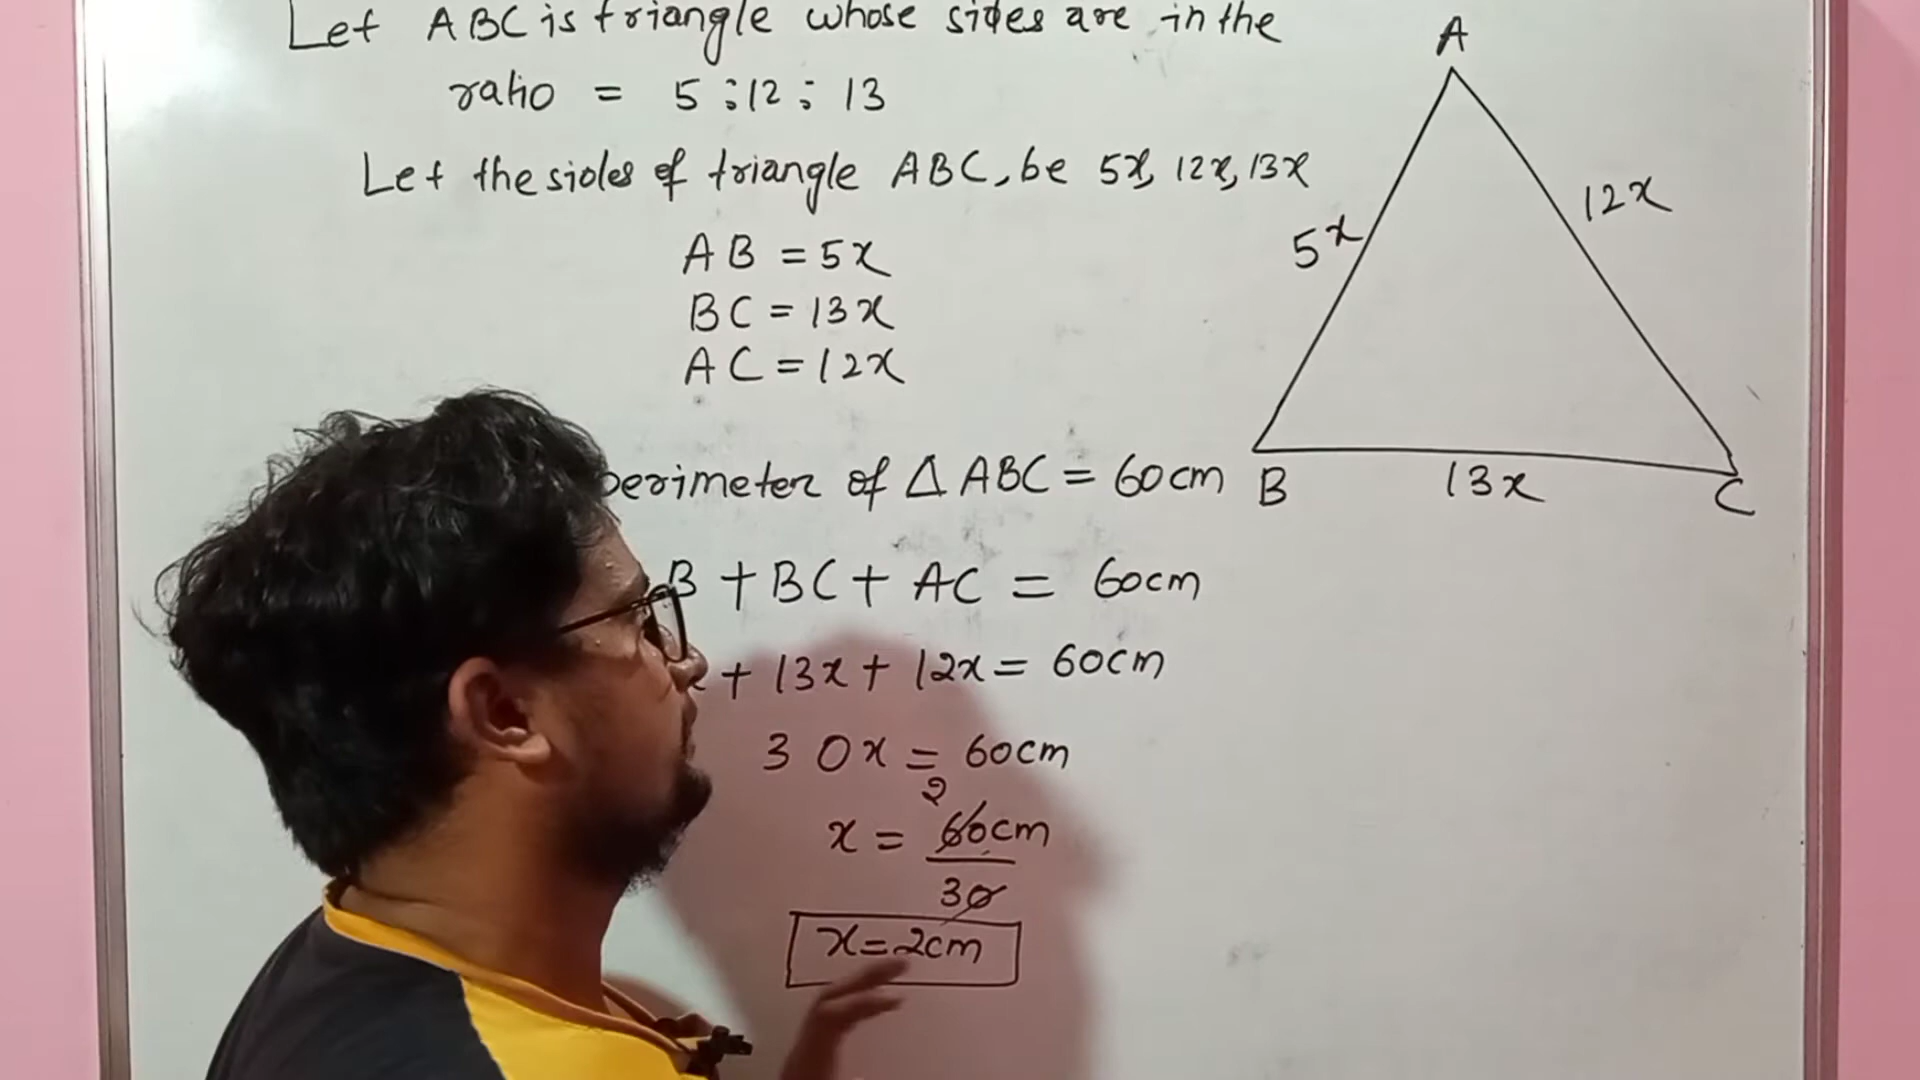 Let ABC is triangle whose sides are in the
ratio = 5:12:13
Let the sides of triangle ABC, be 5x, 12x, 13x
AB = 5x
BC = 13x
AC = 12x
perimeter of Δ ABC = 60cm
B + BC + AC = 60cm
+ 13x + 12x = 60cm
30x = 60cm
2
x = 60cm
30
x = 2cm
A
5x
12x
B
13x
C